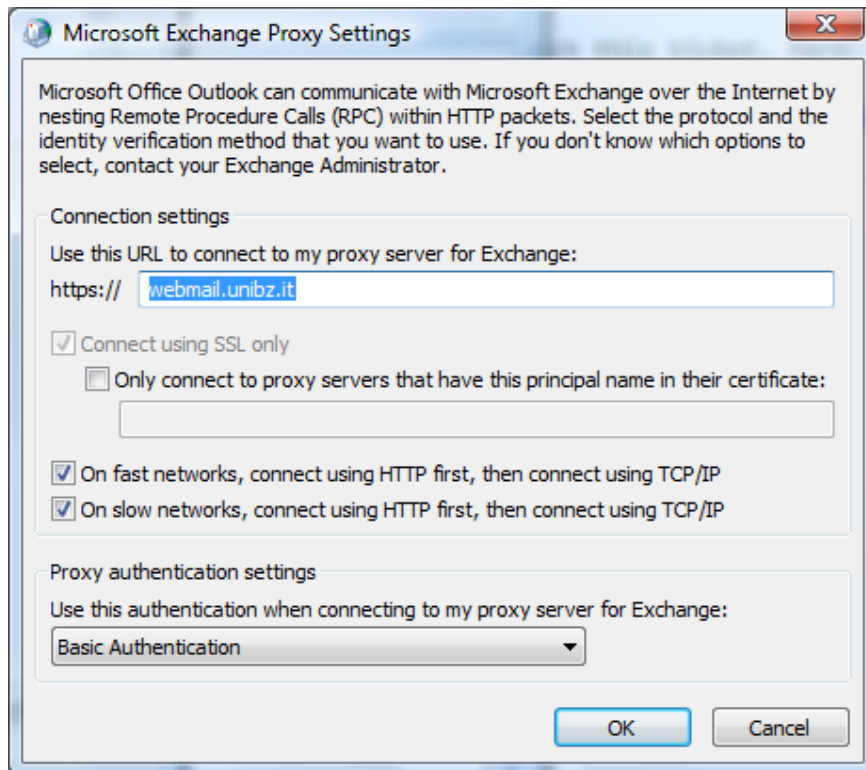 Microsoft Exchange Proxy Settings
Microsoft Office Outlook can communicate with Microsoft Exchange over the Internet by
nesting Remote Procedure Calls (RPC) within HTTP packets. Select the protocol and the
identity verification method that you want to use. If you don't know which options to
select, contact your Exchange Administrator.
Connection settings
Use this URL to connect to my proxy server for Exchange:
https:// webmail.unibz.it
Connect using SSL only
Only connect to proxy servers that have this principal name in their certificate:
On fast networks, connect using HTTP first, then connect using TCP/IP
On slow networks, connect using HTTP first, then connect using TCP/IP
Proxy authentication settings
Use this authentication when connecting to my proxy server for Exchange:
Basic Authentication
OK Cancel